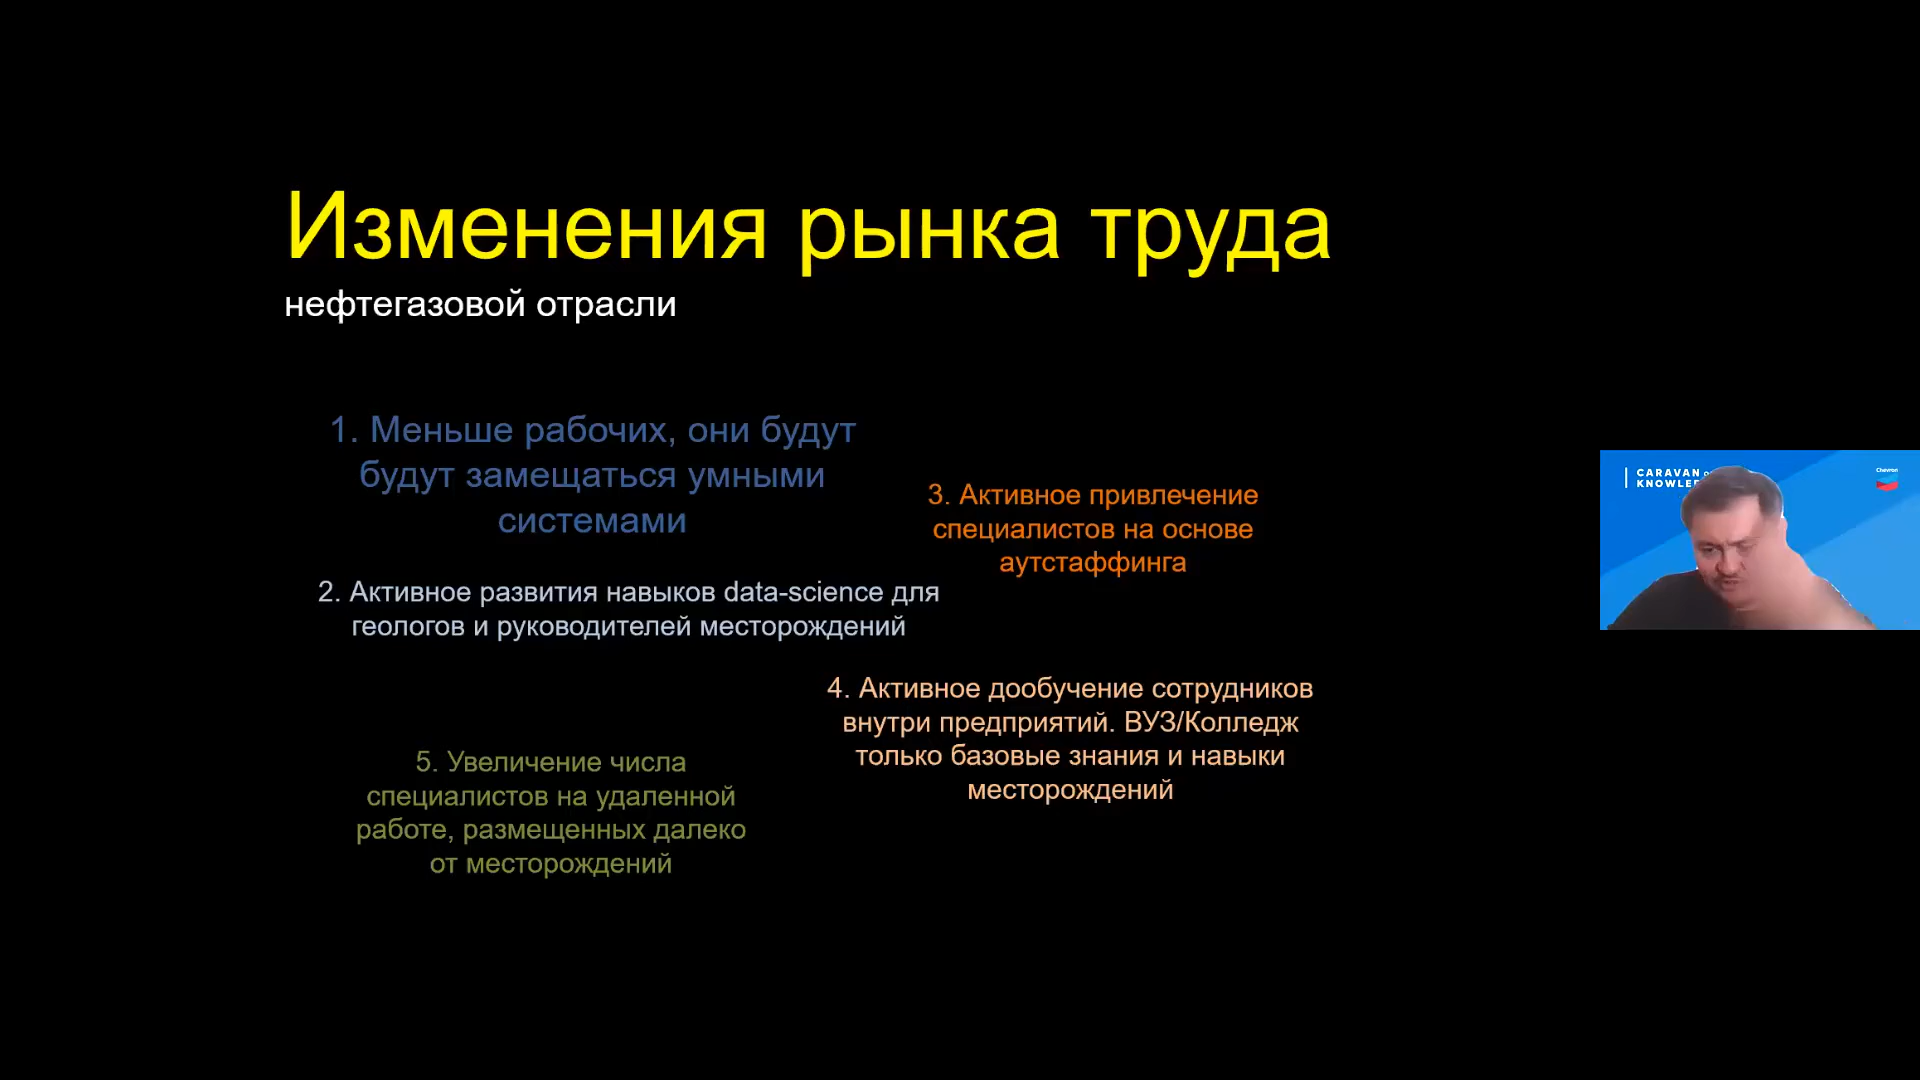 Изменения рынка труда
нефтегазовой отрасли
1. Меньше рабочих, они будут
будут замещаться умными
системами
2. Активное развития навыков data-science для
геологов и руководителей месторождений
3. Активное привлечение
специалистов на основе
аутстаффинга
4. Активное дообучение сотрудников
внутри предприятий. ВУЗ/Колледж
только базовые знания и навыки
месторождений
5. Увеличение числа
специалистов на удаленной
работе, размещенных далеко
от месторождений
CARAVAN
Chevron